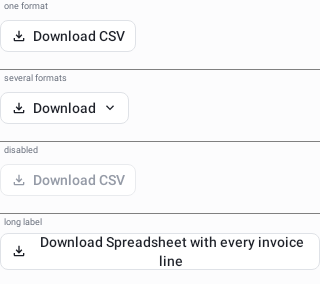 one format
Download CSV
several formats
Download
disabled
Download CSV
long label
Download Spreadsheet with every invoice
line